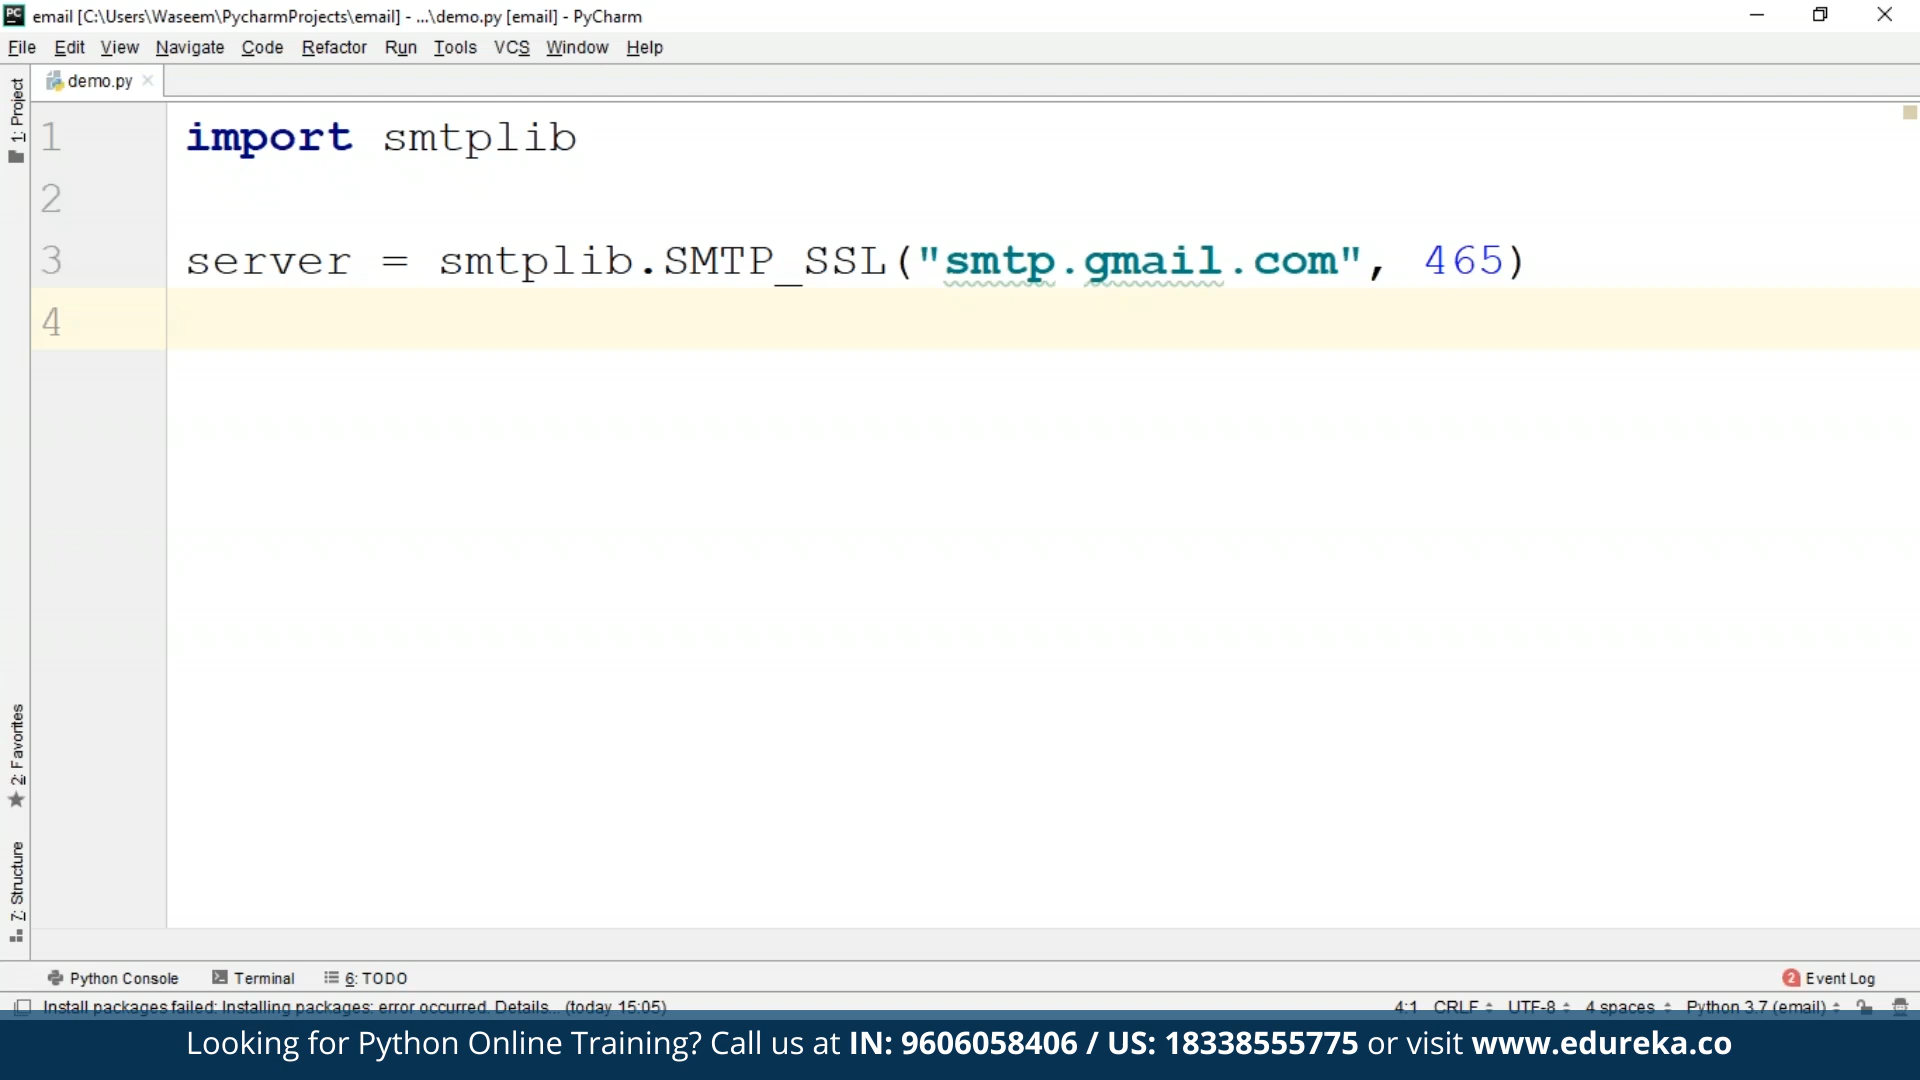 email [C:\Users\Waseem\PycharmProjects\email] - ...\demo.py [email] - PyCharm
File Edit View Navigate Code Refactor Run Tools VCS Window Help
demo.py
1: Project
1 import smtplib
2
3 server = smtplib.SMTP_SSL("smtp.gmail.com", 465)
4
2: Favorites
7: Structure
Python Console Terminal 6: TODO 2 Event Log
Install packages failed: Installing packages: error occurred. Details... (today 15:05) 4:1 CRLF UTF-8 4 spaces Python 3.7 (email)
Looking for Python Online Training? Call us at IN: 9606058406 / US: 18338555775 or visit www.edureka.co